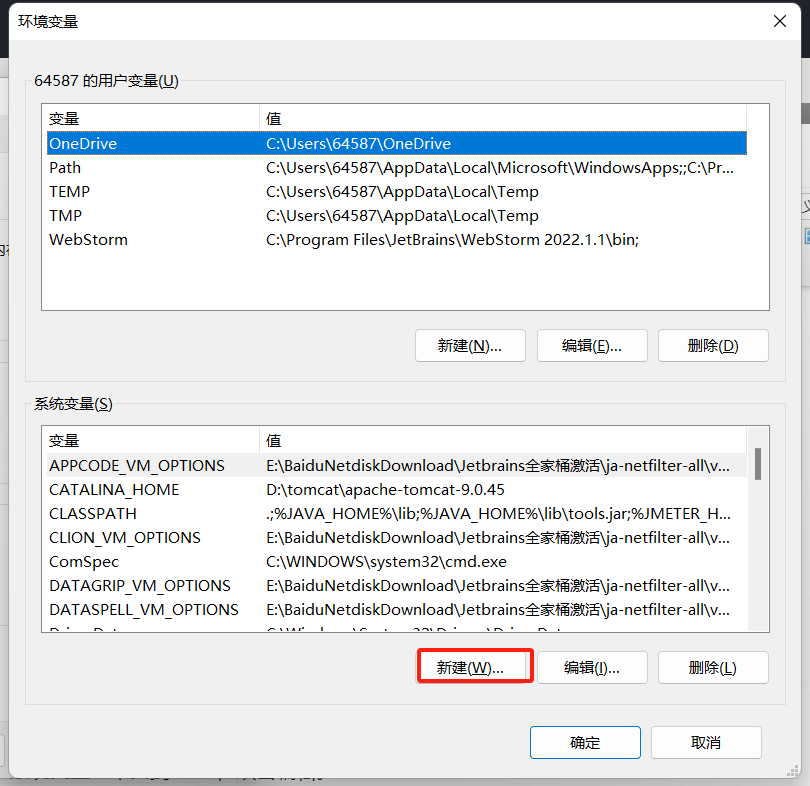 环境变量
64587 的用户变量(U)
变量 值
OneDrive C:\Users\64587\OneDrive
Path C:\Users\64587\AppData\Local\Microsoft\WindowsApps;;C:\Pr...
TEMP C:\Users\64587\AppData\Local\Temp
TMP C:\Users\64587\AppData\Local\Temp
WebStorm C:\Program Files\JetBrains\WebStorm 2022.1.1\bin;
新建(N)... 编辑(E)... 删除(D)
系统变量(S)
变量 值
APPCODE_VM_OPTIONS E:\BaiduNetdiskDownload\Jetbrains全家桶激活\ja-netfilter-all\v...
CATALINA_HOME D:\tomcat\apache-tomcat-9.0.45
CLASSPATH .;%JAVA_HOME%\lib;%JAVA_HOME%\lib\tools.jar;%JMETER_H...
CLION_VM_OPTIONS E:\BaiduNetdiskDownload\Jetbrains全家桶激活\ja-netfilter-all\v...
ComSpec C:\WINDOWS\system32\cmd.exe
DATAGRIP_VM_OPTIONS E:\BaiduNetdiskDownload\Jetbrains全家桶激活\ja-netfilter-all\v...
DATASPELL_VM_OPTIONS E:\BaiduNetdiskDownload\Jetbrains全家桶激活\ja-netfilter-all\v...
新建(W)... 编辑(I)... 删除(L)
确定 取消